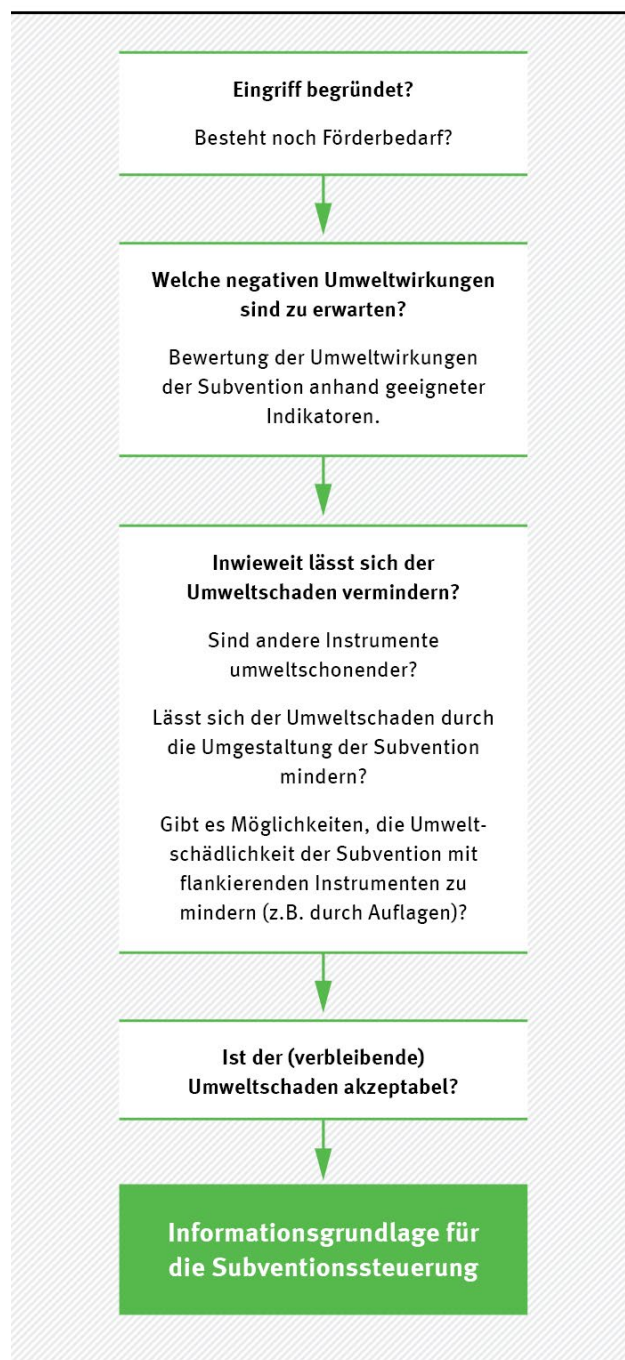 Eingriff begründet?
Besteht noch Förderbedarf?
Welche negativen Umweltwirkungen
sind zu erwarten?
Bewertung der Umweltwirkungen
der Subvention anhand geeigneter
Indikatoren.
Inwieweit lässt sich der
Umweltschaden vermindern?
Sind andere Instrumente
umweltschonender?
Lässt sich der Umweltschaden durch
die Umgestaltung der Subvention
mindern?
Gibt es Möglichkeiten, die Umwelt-
schädlichkeit der Subvention mit
flankierenden Instrumenten zu
mindern (z.B. durch Auflagen)?
Ist der (verbleibende)
Umweltschaden akzeptabel?
Informationsgrundlage für
die Subventionssteuerung